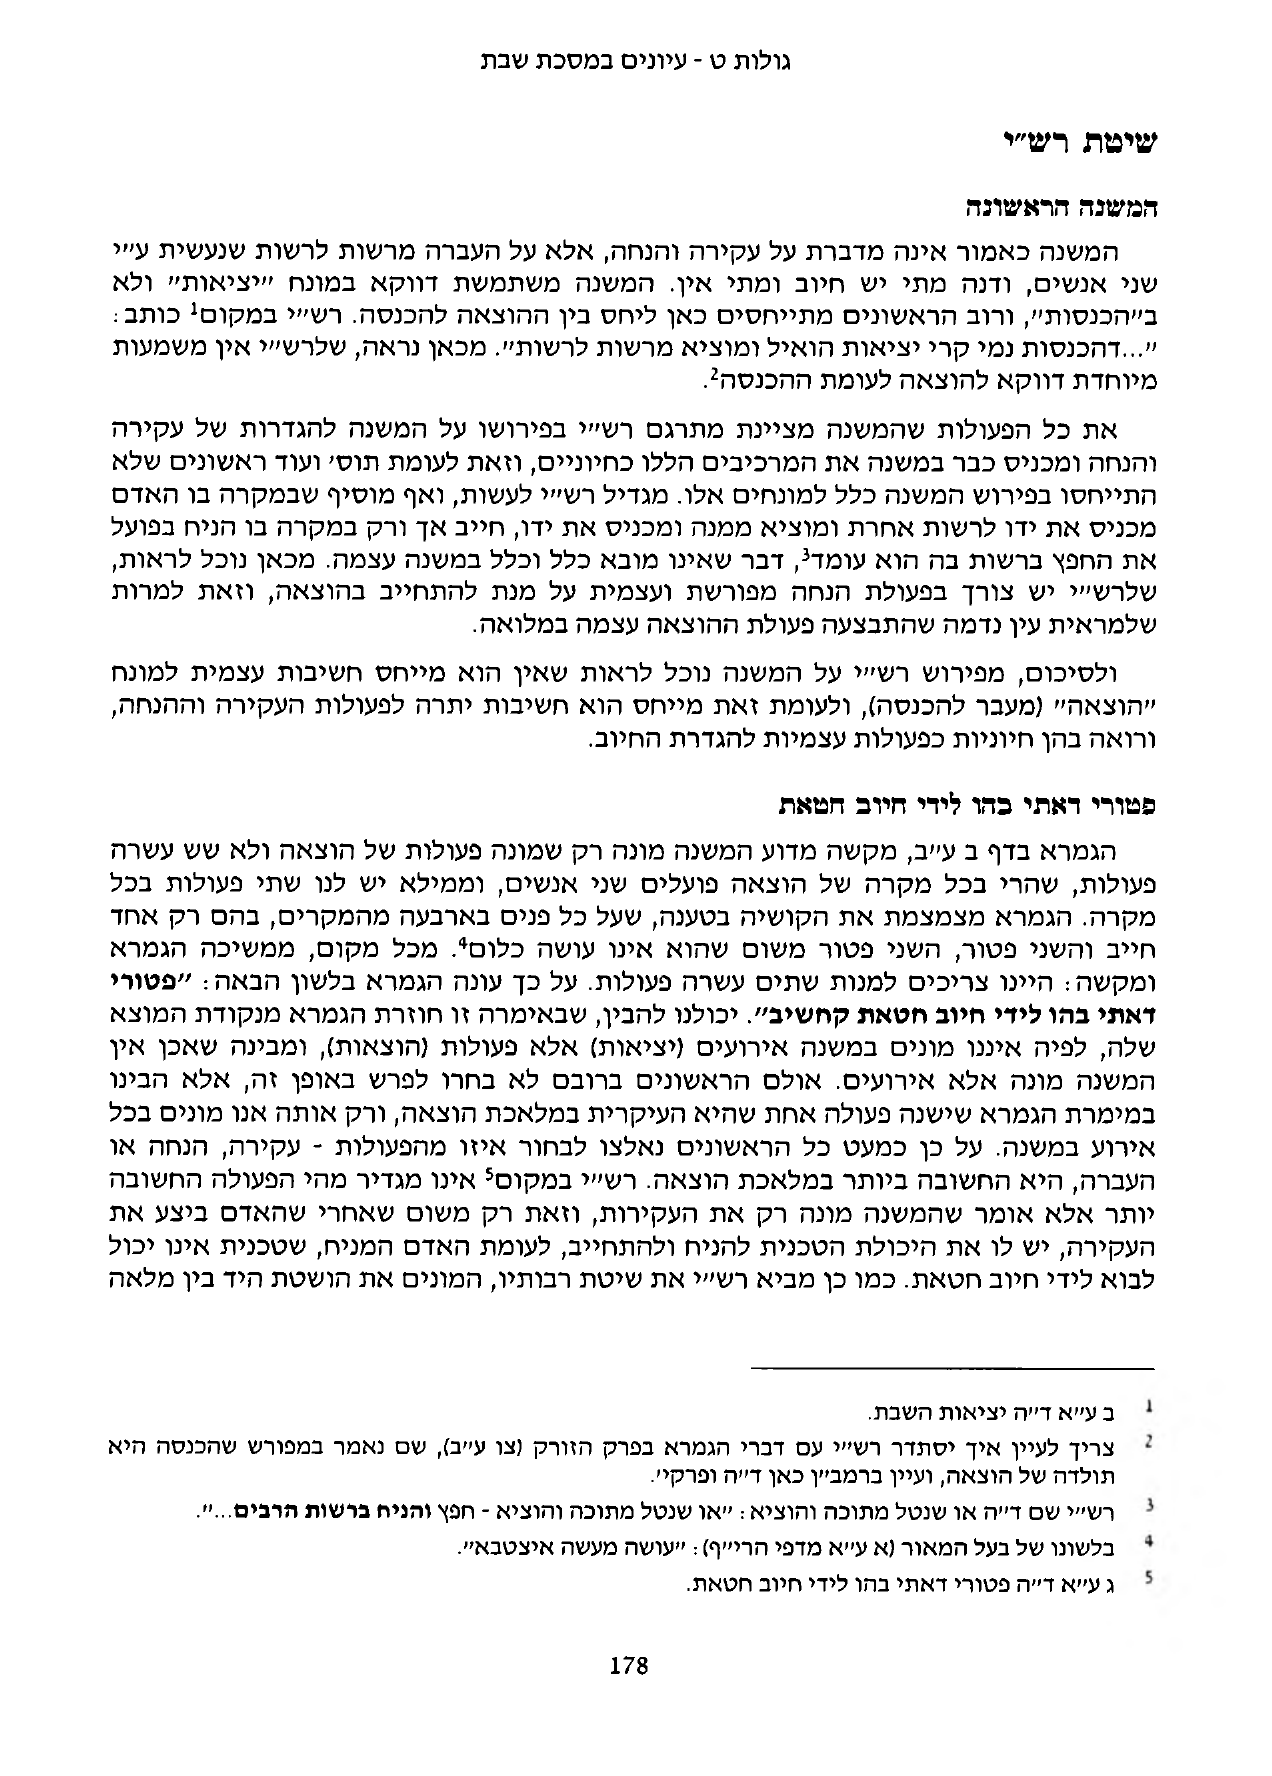 גולות ט - עיונים במסכת שבת
שיטת רש״י
המשנה הראשונה
המשנה כאמור אינה מדברת על עקירה והנחה, אלא על העברה מרשות לרשות שנעשית ע״י
שני אנשים, ודנה מתי יש חיוב ומתי אין. המשנה משתמשת דווקא במונח ״יציאות״ ולא
ב״הכנסות״, ורוב הראשונים מתייחסים כאן ליחס בין ההוצאה להכנסה. רש״י במקום1 כותב:
״...דהכנסות נמי קרי יציאות הואיל ומוציא מרשות לרשות״. מכאן נראה, שלרש״י אין משמעות
מיוחדת דווקא להוצאה לעומת ההכנסה2.
את כל הפעולות שהמשנה מציינת מתרגם רש״י בפירושו על המשנה להגדרות של עקירה
והנחה ומכניס כבר במשנה את המרכיבים הללו כחיוניים, וזאת לעומת תוס׳ ועוד ראשונים שלא
התייחסו בפירוש המשנה כלל למונחים אלו. מגדיל רש״י לעשות, ואף מוסיף שבמקרה בו האדם
מכניס את ידו לרשות אחרת ומוציא ממנה ומכניס את ידו, חייב אך ורק במקרה בו הניח בפועל
את החפץ ברשות בה הוא עומד3, דבר שאינו מובא כלל וכלל במשנה עצמה. מכאן נוכל לראות,
שלרש״י יש צורך בפעולת הנחה מפורשת ועצמית על מנת להתחייב בהוצאה, וזאת למרות
שלמראית עין נדמה שהתבצעה פעולת ההוצאה עצמה במלואה.
ולסיכום, מפירוש רש״י על המשנה נוכל לראות שאין הוא מייחס חשיבות עצמית למונח
״הוצאה״ (מעבר להכנסה), ולעומת זאת מייחס הוא חשיבות יתרה לפעולות העקירה וההנחה,
ורואה בהן חיוניות כפעולות עצמיות להגדרת החיוב.
פטורי דאתי בהו לידי חיוב חטאת
הגמרא בדף ב ע״ב, מקשה מדוע המשנה מונה רק שמונה פעולות של הוצאה ולא שש עשרה
פעולות, שהרי בכל מקרה של הוצאה פועלים שני אנשים, וממילא יש לנו שתי פעולות בכל
מקרה. הגמרא מצמצמת את הקושיה בטענה, שעל כל פנים בארבעה מהמקרים, בהם רק אחד
חייב והשני פטור, השני פטור משום שהוא אינו עושה כלום4. מכל מקום, ממשיכה הגמרא
ומקשה: היינו צריכים למנות שתים עשרה פעולות. על כך עונה הגמרא בלשון הבאה: ״פטורי
דאתי בהו לידי חיוב חטאת קחשיב״. יכולנו להבין, שבאימרה זו חוזרת הגמרא מנקודת המוצא
שלה, לפיה איננו מונים במשנה אירועים (יציאות) אלא פעולות (הוצאות), ומבינה שאכן אין
המשנה מונה אלא אירועים. אולם הראשונים ברובם לא בחרו לפרש באופן זה, אלא הבינו
במימרת הגמרא שישנה פעולה אחת שהיא העיקרית במלאכת הוצאה, ורק אותה אנו מונים בכל
אירוע במשנה. על כן כמעט כל הראשונים נאלצו לבחור איזו מהפעולות - עקירה, הנחה או
העברה, היא החשובה ביותר במלאכת הוצאה. רש״י במקום5 אינו מגדיר מהי הפעולה החשובה
יותר אלא אומר שהמשנה מונה רק את העקירות, וזאת רק משום שאחרי שהאדם ביצע את
העקירה, יש לו את היכולת הטכנית להניח ולהתחייב, לעומת האדם המניח, שטכנית אינו יכול
לבוא לידי חיוב חטאת. כמו כן מביא רש״י את שיטת רבותיו, המונים את הושטת היד בין מלאה
1 ב ע״א ד״ה יציאות השבת.
2 צריך לעיין איך יסתדר רש״י עם דברי הגמרא בפרק הזורק (צו ע״ב), שם נאמר במפורש שהכנסה היא
תולדה של הוצאה, ועיין ברמב״ן כאן ד״ה ופרקי׳.
3 רש״י שם ד״ה או שנטל מתוכה והוציא: ״או שנטל מתוכה והוציא - חפץ והניח ברשות הרבים...״.
4 בלשונו של בעל המאור (א ע״א מדפי הרי״ף): ״עושה מעשה איצטבא״.
5 ג ע״א ד״ה פטורי דאתי בהו לידי חיוב חטאת.
178